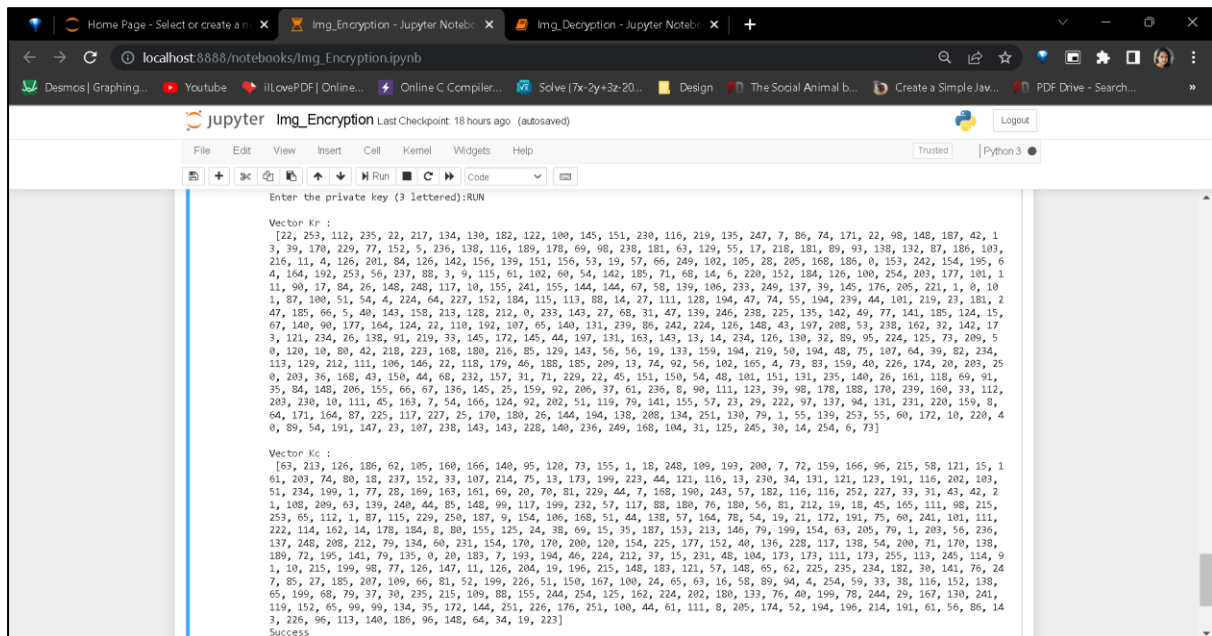 Home Page - Select or create a n
Img_Encryption - Jupyter Notebo
Img_Decryption - Jupyter Notebo
localhost:8888/notebooks/Img_Encryption.ipynb
Desmos | Graphing... Youtube ilLovePDF | Online... Online C Compiler... Solve (7x-2y+3z-20... Design The Social Animal b... Create a Simple Jav... PDF Drive - Search... »
jupyter Img_Encryption Last Checkpoint: 18 hours ago (autosaved) Logout
File Edit View Insert Cell Kernel Widgets Help Trusted Python 3
Run Code
Enter the private key (3 lettered):RUN
Vector Kr :
[22, 253, 112, 235, 22, 217, 134, 130, 182, 122, 100, 145, 151, 230, 116, 219, 135, 247, 7, 86, 74, 171, 22, 98, 148, 187, 42, 1
3, 39, 170, 229, 77, 152, 5, 236, 138, 116, 189, 178, 69, 98, 238, 181, 63, 129, 55, 17, 218, 181, 89, 93, 138, 132, 87, 186, 103,
216, 11, 4, 126, 201, 84, 126, 142, 156, 139, 151, 156, 53, 19, 57, 66, 249, 102, 105, 28, 205, 168, 186, 0, 153, 242, 154, 195, 6
4, 164, 192, 253, 56, 237, 88, 3, 9, 115, 61, 102, 60, 54, 142, 185, 71, 68, 14, 6, 220, 152, 184, 126, 100, 254, 203, 177, 101, 1
11, 90, 17, 84, 26, 148, 248, 117, 10, 155, 241, 155, 144, 144, 67, 58, 139, 106, 233, 249, 137, 39, 145, 176, 205, 221, 1, 0, 10
1, 87, 100, 51, 54, 4, 224, 64, 227, 152, 184, 115, 113, 88, 14, 27, 111, 128, 194, 47, 74, 55, 194, 239, 44, 101, 219, 23, 181, 2
47, 185, 66, 5, 40, 143, 158, 213, 128, 212, 0, 233, 143, 27, 68, 31, 47, 139, 246, 238, 225, 135, 142, 49, 77, 141, 185, 124, 15,
67, 140, 90, 177, 164, 124, 22, 110, 192, 107, 65, 140, 131, 239, 86, 242, 224, 126, 148, 43, 197, 208, 53, 238, 162, 32, 142, 17
3, 121, 234, 26, 138, 91, 219, 33, 145, 172, 145, 44, 197, 131, 163, 143, 13, 14, 234, 126, 130, 32, 89, 95, 224, 125, 73, 209, 5
0, 120, 10, 80, 42, 218, 223, 168, 180, 216, 85, 129, 143, 56, 56, 19, 133, 159, 194, 219, 50, 194, 48, 75, 107, 64, 39, 82, 234,
113, 129, 212, 111, 106, 146, 22, 118, 179, 46, 188, 185, 209, 13, 74, 92, 56, 102, 165, 4, 73, 83, 159, 40, 226, 174, 20, 203, 25
0, 203, 36, 168, 43, 150, 44, 68, 232, 157, 31, 71, 229, 22, 45, 151, 150, 54, 48, 101, 151, 131, 235, 140, 26, 161, 118, 69, 91,
35, 84, 148, 206, 155, 66, 67, 136, 145, 25, 159, 92, 206, 37, 61, 236, 8, 90, 111, 123, 39, 98, 178, 188, 170, 239, 160, 33, 112,
203, 230, 10, 111, 45, 163, 7, 54, 166, 124, 92, 202, 51, 119, 79, 141, 155, 57, 23, 29, 222, 97, 137, 94, 131, 231, 220, 159, 8,
64, 171, 164, 87, 225, 117, 227, 25, 170, 180, 26, 144, 194, 138, 208, 134, 251, 130, 79, 1, 55, 139, 253, 55, 60, 172, 10, 220, 4
0, 89, 54, 191, 147, 23, 107, 238, 143, 143, 228, 140, 236, 249, 168, 104, 31, 125, 245, 30, 14, 254, 6, 73]
Vector Kc :
[63, 213, 126, 186, 62, 105, 160, 166, 140, 95, 120, 73, 155, 1, 18, 248, 109, 193, 200, 7, 72, 159, 166, 96, 215, 58, 121, 15, 1
61, 203, 74, 80, 18, 237, 152, 33, 107, 214, 75, 13, 173, 199, 223, 44, 121, 116, 13, 230, 34, 131, 121, 123, 191, 116, 202, 103,
51, 234, 199, 1, 77, 28, 169, 163, 161, 69, 20, 70, 81, 229, 44, 7, 168, 190, 243, 57, 182, 116, 116, 252, 227, 33, 31, 43, 42, 2
1, 108, 209, 63, 139, 240, 44, 85, 148, 99, 117, 199, 232, 57, 117, 88, 180, 76, 180, 56, 81, 212, 19, 18, 45, 165, 111, 98, 215,
253, 65, 112, 1, 87, 115, 229, 250, 187, 9, 154, 106, 168, 51, 44, 138, 57, 164, 78, 54, 19, 21, 172, 191, 75, 60, 241, 101, 111,
222, 114, 162, 14, 178, 184, 8, 80, 155, 125, 24, 38, 69, 15, 35, 187, 153, 213, 146, 79, 199, 154, 63, 205, 79, 1, 203, 56, 236,
137, 248, 208, 212, 79, 134, 60, 231, 154, 170, 170, 200, 120, 154, 225, 177, 152, 40, 136, 228, 117, 138, 54, 200, 71, 170, 138,
189, 72, 195, 141, 79, 135, 0, 20, 183, 7, 193, 194, 46, 224, 212, 37, 15, 231, 48, 104, 173, 173, 111, 173, 255, 113, 245, 114, 9
1, 10, 215, 199, 98, 77, 126, 147, 11, 126, 204, 19, 196, 215, 148, 183, 121, 57, 148, 65, 62, 225, 235, 234, 182, 30, 141, 76, 24
7, 85, 27, 185, 207, 109, 66, 81, 52, 199, 226, 51, 150, 167, 100, 24, 65, 63, 16, 58, 89, 94, 4, 254, 59, 33, 38, 116, 152, 138,
65, 199, 68, 79, 37, 30, 235, 215, 109, 88, 155, 244, 254, 125, 162, 224, 202, 180, 133, 76, 40, 199, 78, 244, 29, 167, 130, 241,
119, 152, 65, 99, 99, 134, 35, 172, 144, 251, 226, 176, 251, 100, 44, 61, 111, 8, 205, 174, 52, 194, 196, 214, 191, 61, 56, 86, 14
3, 226, 96, 113, 140, 186, 96, 148, 64, 34, 19, 223]
Success